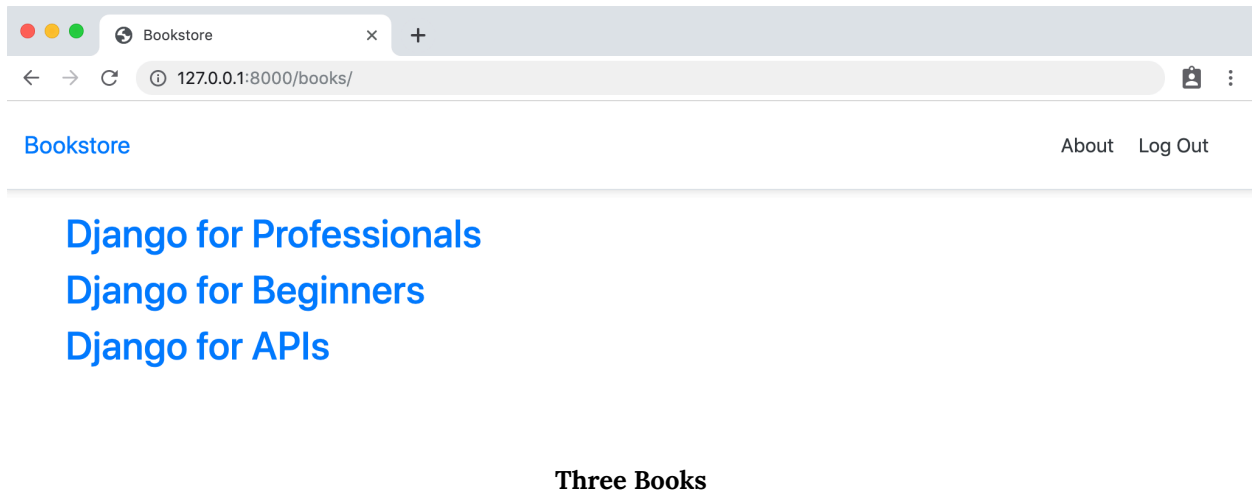 Bookstore
127.0.0.1:8000/books/
Bookstore About Log Out
Django for Professionals
Django for Beginners
Django for APIs
Three Books